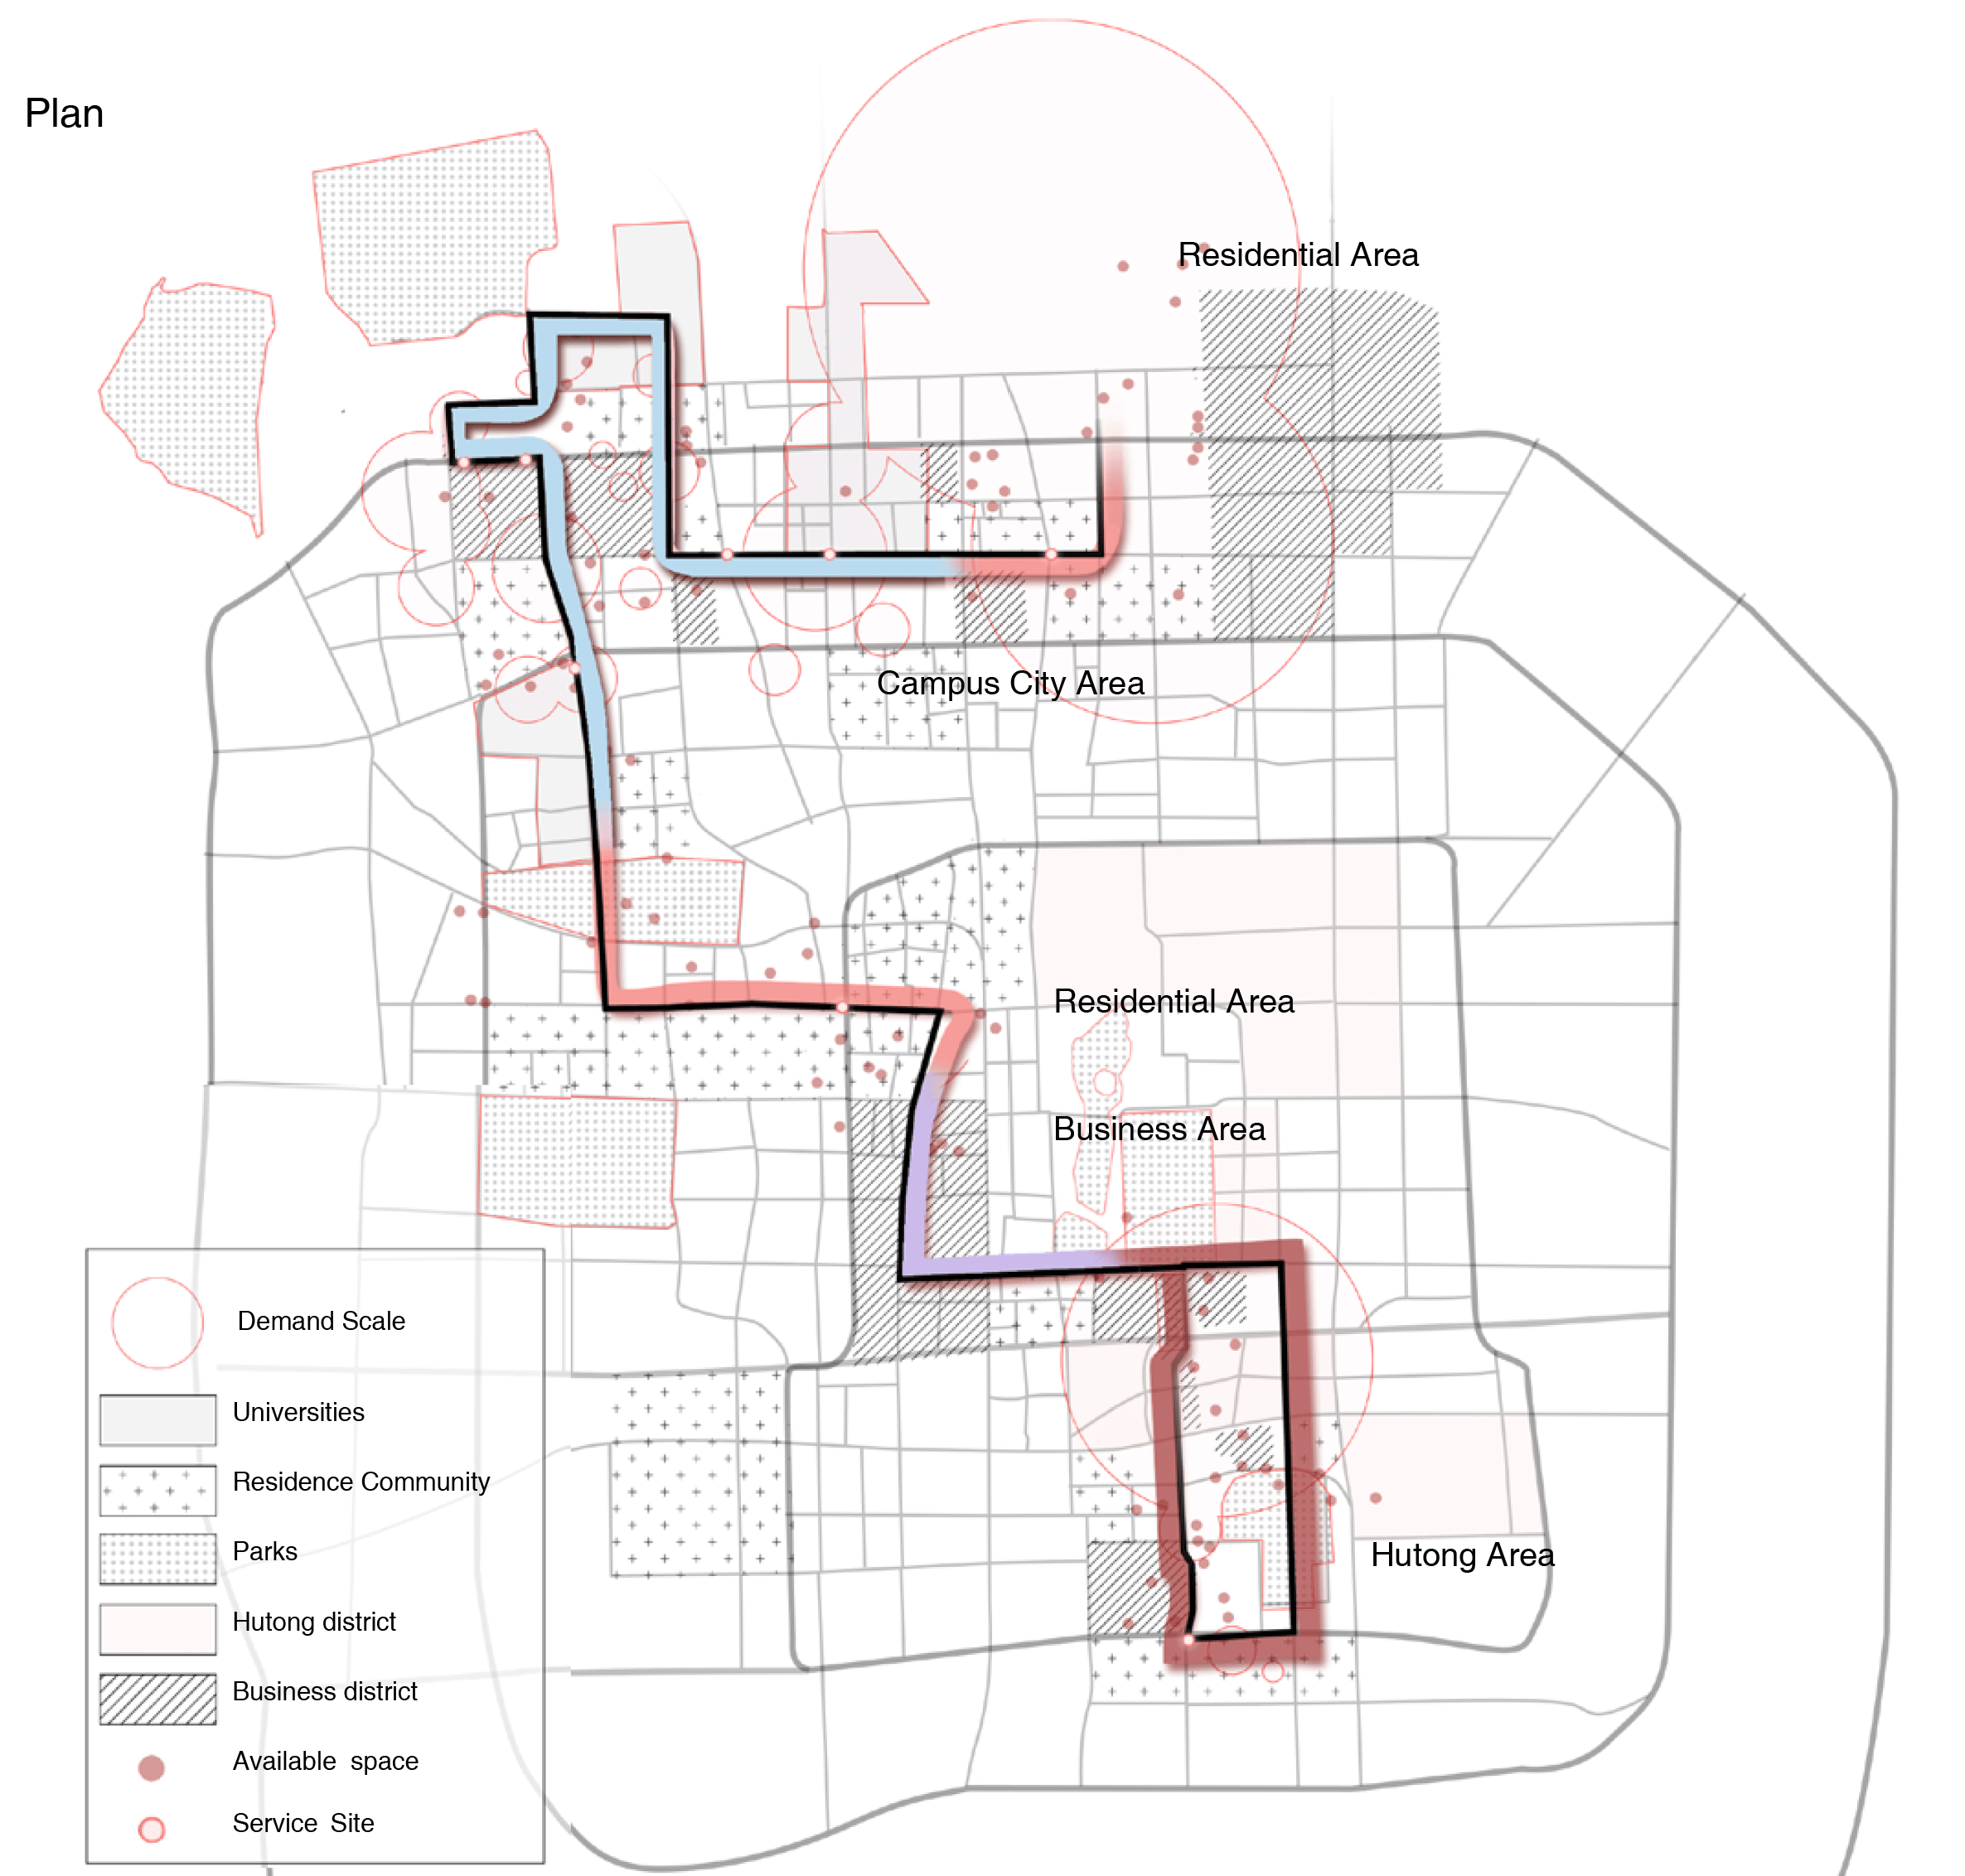 Plan
Residential Area
Campus City Area
Residential Area
Business Area
Hutong Area
Demand Scale
Universities
Residence Community
Parks
Hutong district
Business district
Available space
Service Site